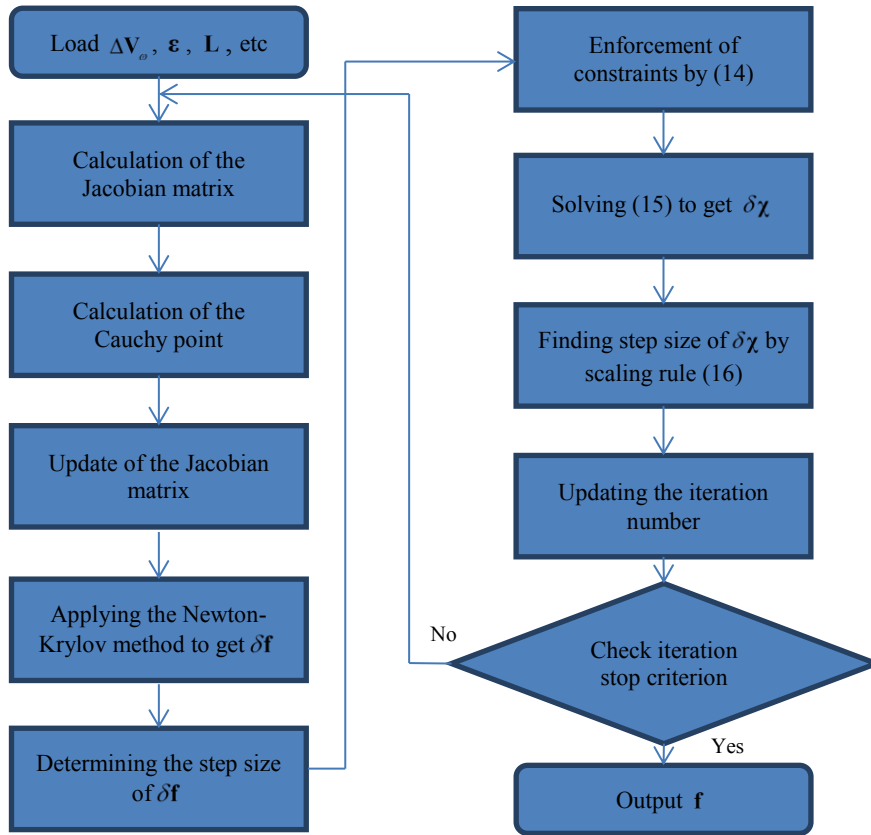 Load ΔV_ω, ε, L, etc
Calculation of the
Jacobian matrix
Calculation of the
Cauchy point
Update of the Jacobian
matrix
Applying the Newton-
Krylov method to get δf
Determining the step size
of δf
Enforcement of
constraints by (14)
Solving (15) to get δχ
Finding step size of δχ by
scaling rule (16)
Updating the iteration
number
Check iteration
stop criterion
No
Yes
Output f